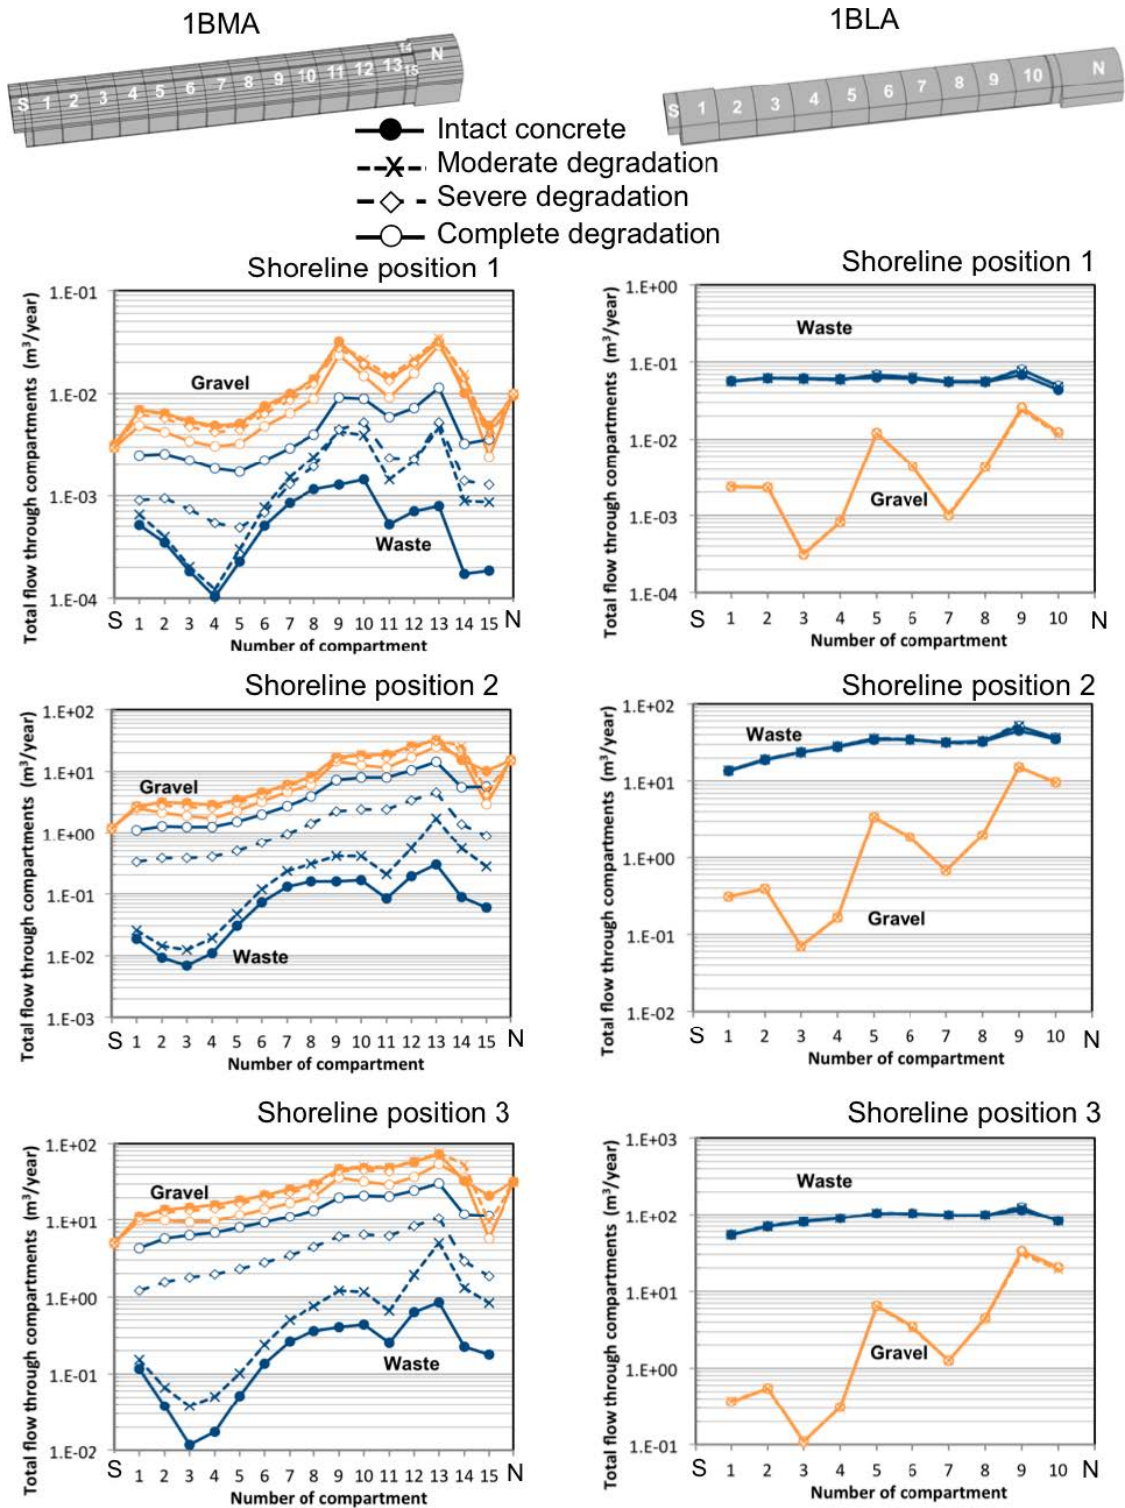 1BMA
1BLA
S 1 2 3 4 5 6 7 8 9 10 11 12 13 14 15 N
S 1 2 3 4 5 6 7 8 9 10 N
Intact concrete
Moderate degradation
Severe degradation
Complete degradation
Shoreline position 1
Total flow through compartments (m³/year)
1.E-01
1.E-02
1.E-03
1.E-04
Gravel
Waste
S 1 2 3 4 5 6 7 8 9 10 11 12 13 14 15 N
Number of compartment
Shoreline position 1
Total flow through compartments (m³/year)
1.E+00
1.E-01
1.E-02
1.E-03
1.E-04
Waste
Gravel
S 1 2 3 4 5 6 7 8 9 10 N
Number of compartment
Shoreline position 2
Total flow through compartments (m³/year)
1.E+02
1.E+01
1.E+00
1.E-01
1.E-02
1.E-03
Gravel
Waste
S 1 2 3 4 5 6 7 8 9 10 11 12 13 14 15 N
Number of compartment
Shoreline position 2
Total flow through compartments (m³/year)
1.E+02
1.E+01
1.E+00
1.E-01
1.E-02
Waste
Gravel
S 1 2 3 4 5 6 7 8 9 10 N
Number of compartment
Shoreline position 3
Total flow through compartments (m³/year)
1.E+02
1.E+01
1.E+00
1.E-01
1.E-02
Gravel
Waste
S 1 2 3 4 5 6 7 8 9 10 11 12 13 14 15 N
Number of compartment
Shoreline position 3
Total flow through compartments (m³/year)
1.E+03
1.E+02
1.E+01
1.E+00
1.E-01
Waste
Gravel
S 1 2 3 4 5 6 7 8 9 10 N
Number of compartment